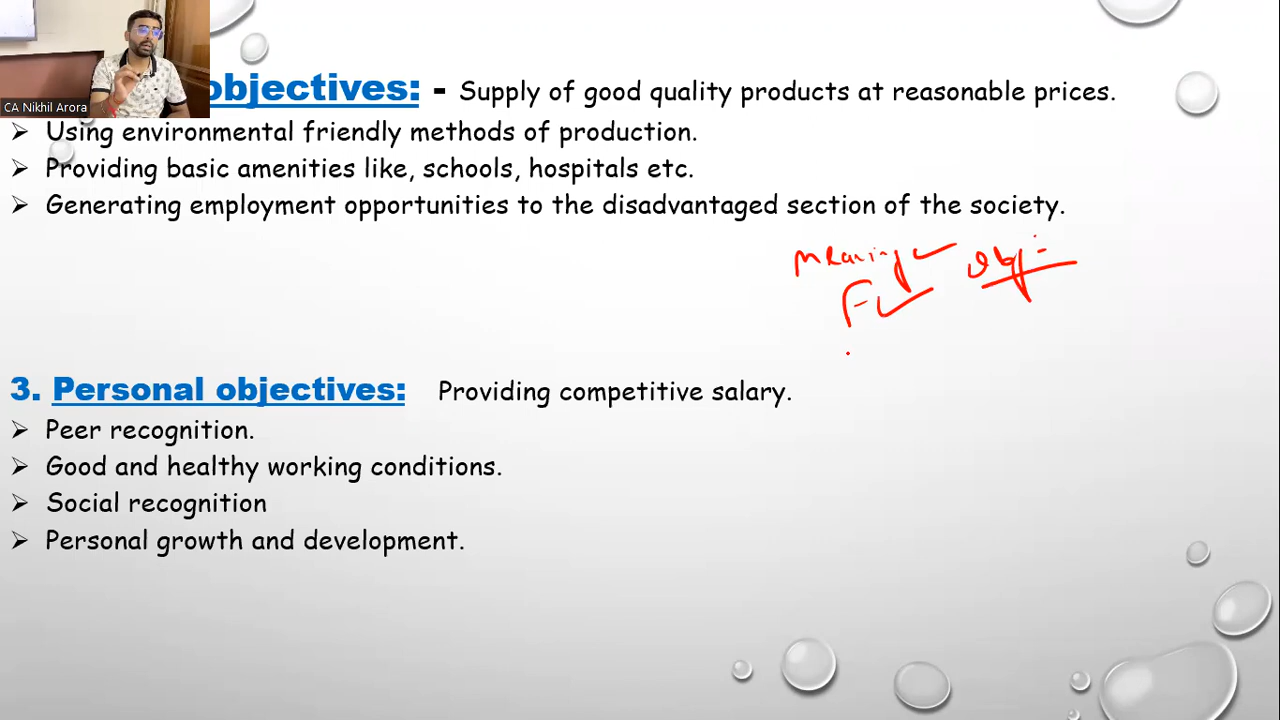 CA Nikhil Arora
objectives: - Supply of good quality products at reasonable prices.
➢ Using environmental friendly methods of production.
➢ Providing basic amenities like, schools, hospitals etc.
➢ Generating employment opportunities to the disadvantaged section of the society.
meaning obj
F
3. Personal objectives: Providing competitive salary.
➢ Peer recognition.
➢ Good and healthy working conditions.
➢ Social recognition
➢ Personal growth and development.